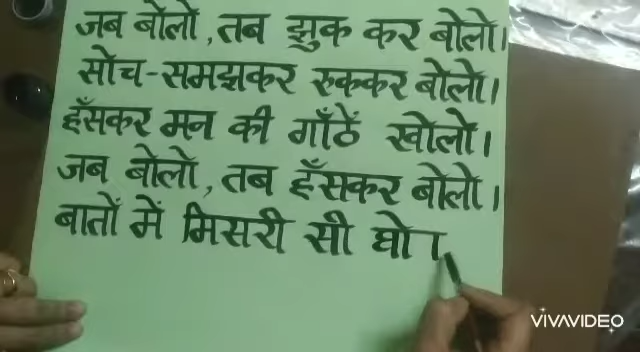 जब बोलो, तब झुक कर बोलो।
सोच-समझकर रुककर बोलो।
हँसकर मन की गाँठें खोलो।
जब बोलो, तब हँसकर बोलो।
बातों में मिसरी सी घो
VIVAVIDEO